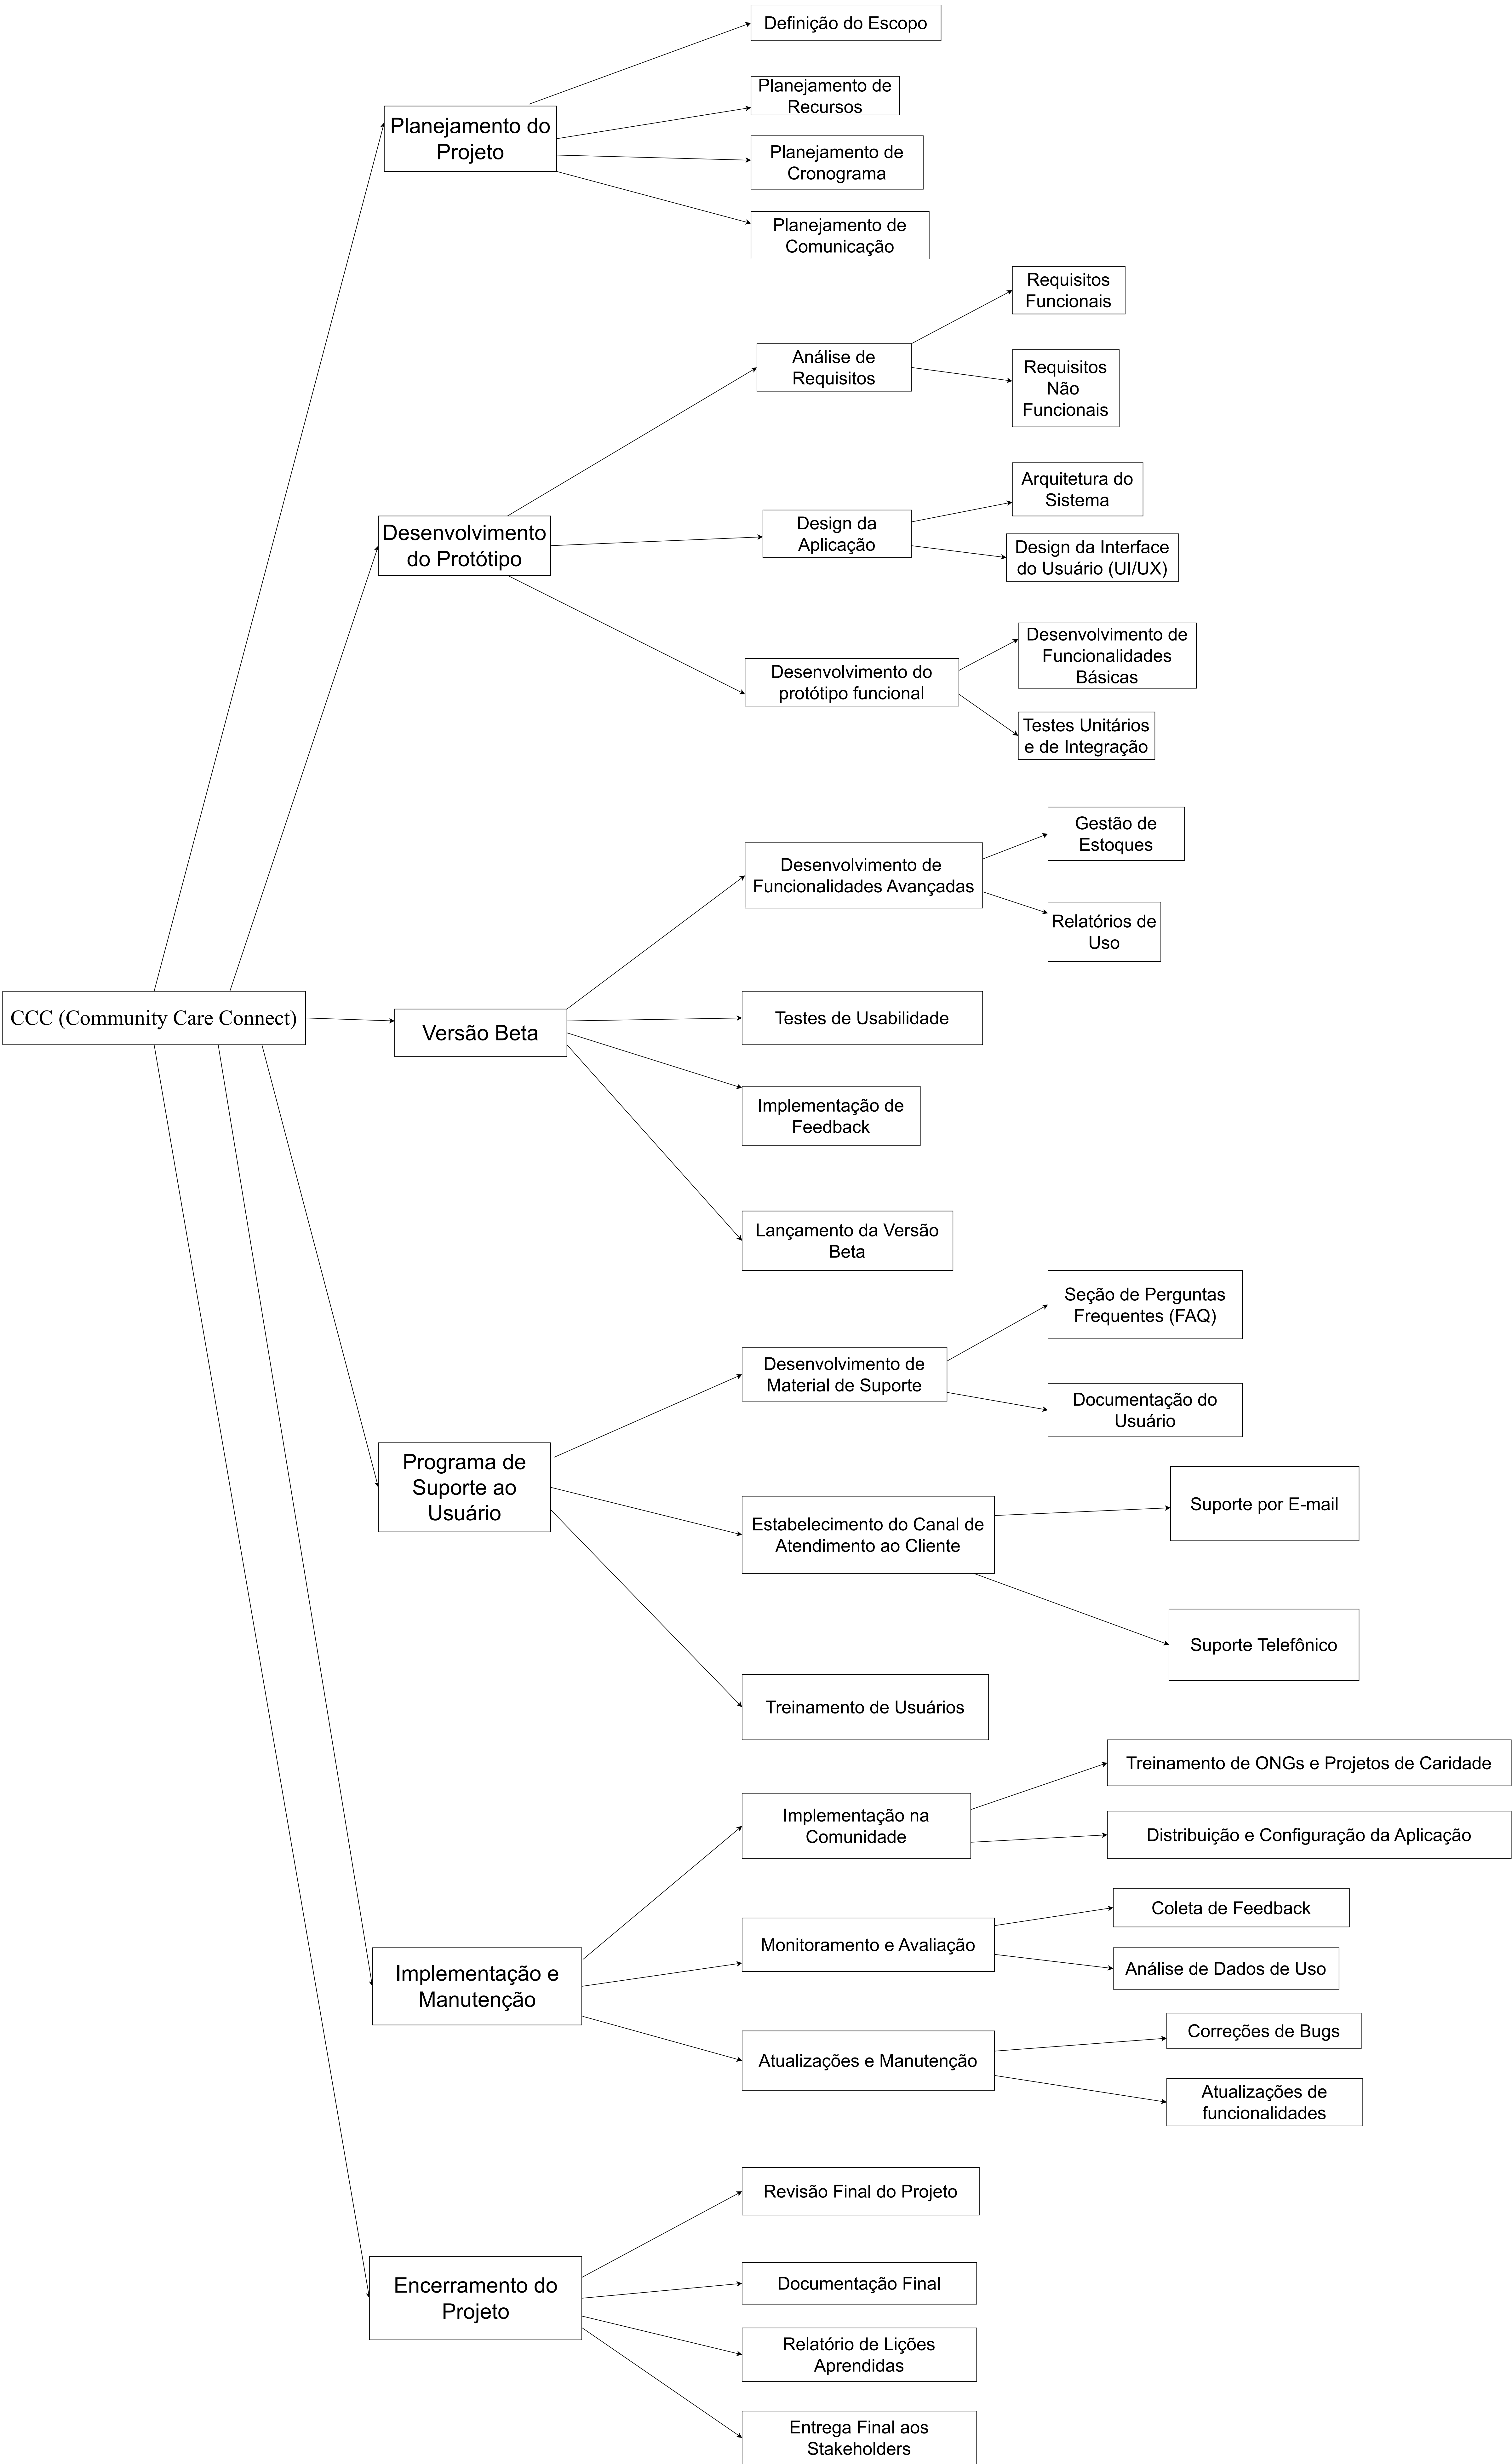 Definição do Escopo
Planejamento de
Recursos
Planejamento do
Projeto
Planejamento de
Cronograma
Planejamento de
Comunicação
Requisitos
Funcionais
Análise de
Requisitos
Requisitos
Não
Funcionais
Desenvolvimento
do Protótipo
Design da
Aplicação
Arquitetura do
Sistema
Design da Interface
do Usuário (UI/UX)
Desenvolvimento do
protótipo funcional
Desenvolvimento de
Funcionalidades
Básicas
Testes Unitários
e de Integração
Gestão de
Estoques
Desenvolvimento de
Funcionalidades Avançadas
Relatórios de
Uso
CCC (Community Care Connect)
Versão Beta
Testes de Usabilidade
Implementação de
Feedback
Lançamento da Versão
Beta
Seção de Perguntas
Frequentes (FAQ)
Desenvolvimento de
Material de Suporte
Documentação do
Usuário
Programa de
Suporte ao
Usuário
Estabelecimento do Canal de
Atendimento ao Cliente
Suporte por E-mail
Suporte Telefônico
Treinamento de Usuários
Treinamento de ONGs e Projetos de Caridade
Implementação na
Comunidade
Distribuição e Configuração da Aplicação
Coleta de Feedback
Monitoramento e Avaliação
Análise de Dados de Uso
Implementação e
Manutenção
Correções de Bugs
Atualizações e Manutenção
Atualizações de
funcionalidades
Revisão Final do Projeto
Encerramento do
Projeto
Documentação Final
Relatório de Lições
Aprendidas
Entrega Final aos
Stakeholders